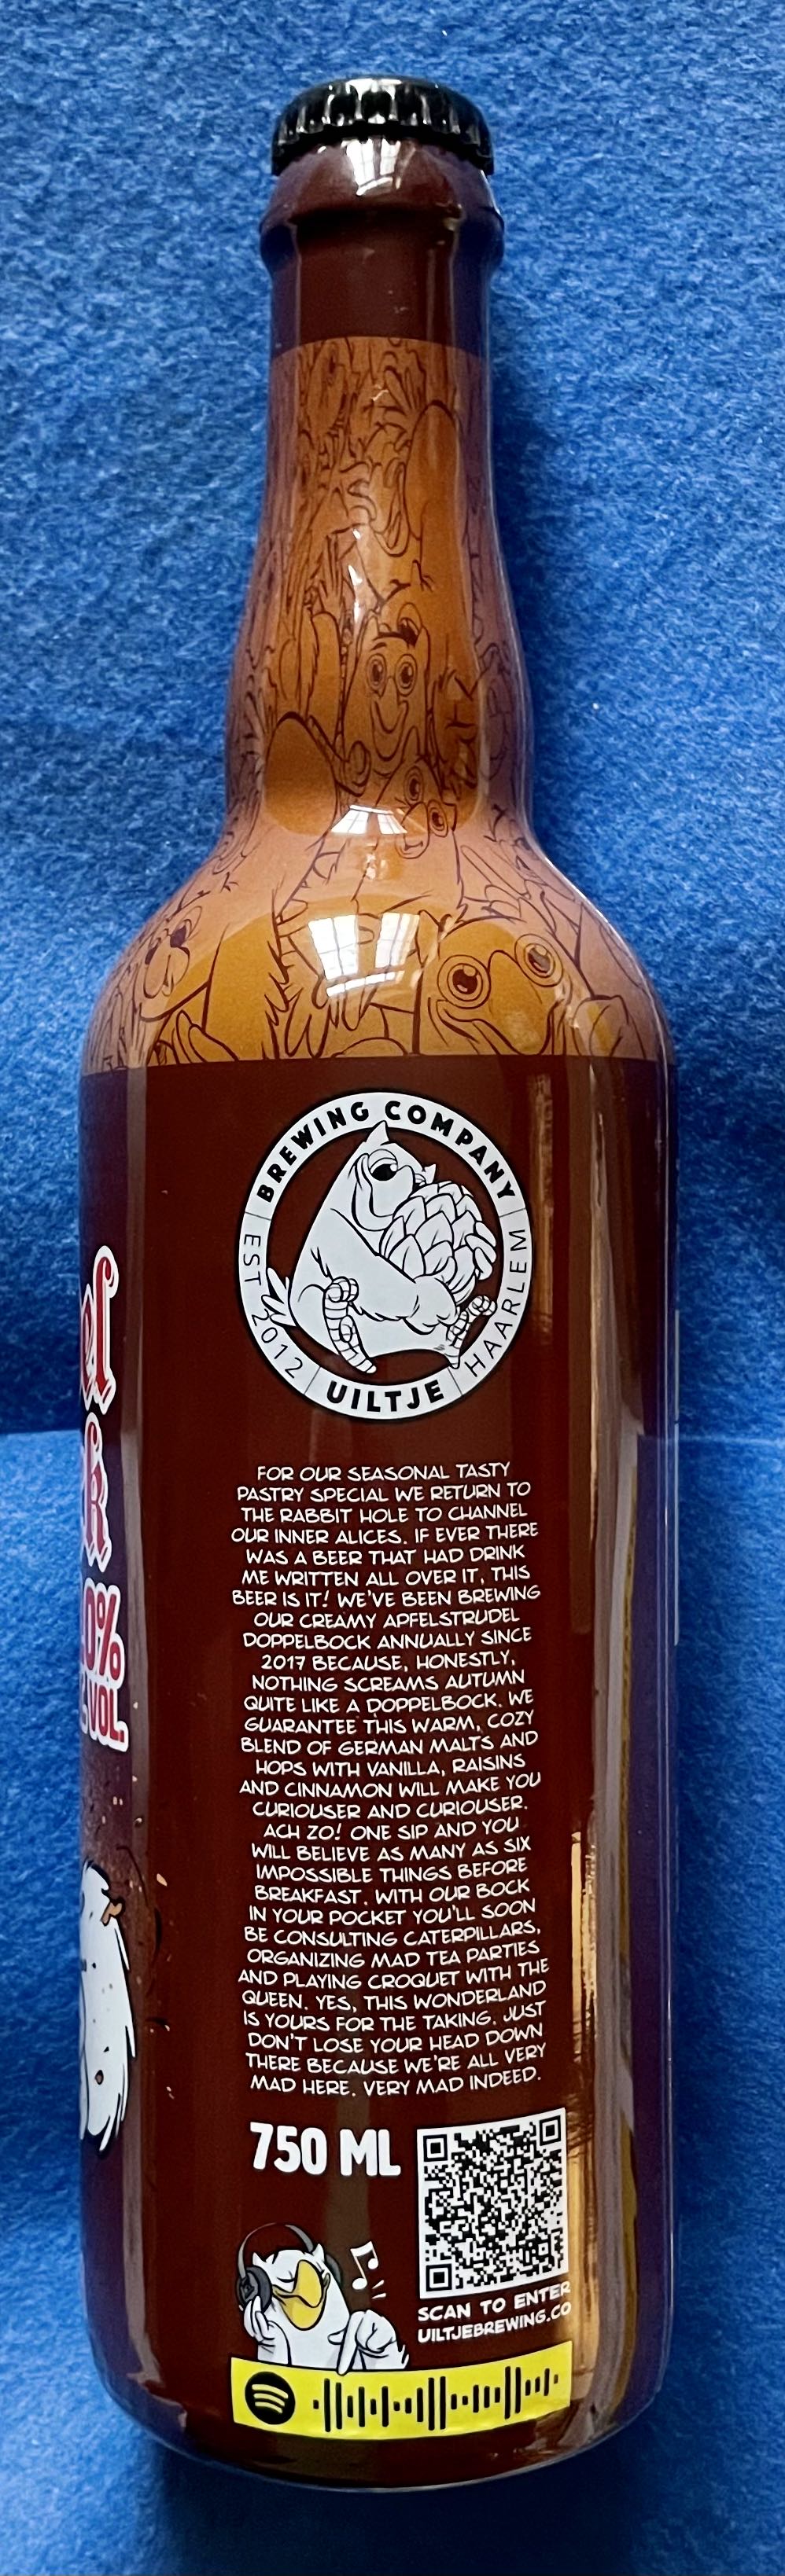 BREWING COMPANY
EST 2012
HAARLEM
UILTJE
FOR OUR SEASONAL TASTY
PASTRY SPECIAL WE RETURN TO
THE RABBIT HOLE TO CHANNEL
OUR INNER ALICES. IF EVER THERE
WAS A BEER THAT HAD DRINK
ME WRITTEN ALL OVER IT, THIS
BEER IS IT! WE'VE BEEN BREWING
OUR CREAMY APFELSTRUDEL
DOPPELBOCK ANNUALLY SINCE
2017 BECAUSE, HONESTLY,
NOTHING SCREAMS AUTUMN
QUITE LIKE A DOPPELBOCK. WE
GUARANTEE THIS WARM, COZY
BLEND OF GERMAN MALTS AND
HOPS WITH VANILLA, RAISINS
AND CINNAMON WILL MAKE YOU
CURIOUSER AND CURIOUSER.
ACH ZO! ONE SIP AND YOU
WILL BELIEVE AS MANY AS SIX
IMPOSSIBLE THINGS BEFORE
BREAKFAST. WITH OUR BOCK
IN YOUR POCKET YOU'LL SOON
BE CONSULTING CATERPILLARS,
ORGANIZING MAD TEA PARTIES
AND PLAYING CROQUET WITH THE
QUEEN. YES, THIS WONDERLAND
IS YOURS FOR THE TAKING. JUST
DON'T LOSE YOUR HEAD DOWN
THERE BECAUSE WE'RE ALL VERY
MAD HERE. VERY MAD INDEED.
750 ML
SCAN TO ENTER
UILTJEBREWING.CO
VOL.